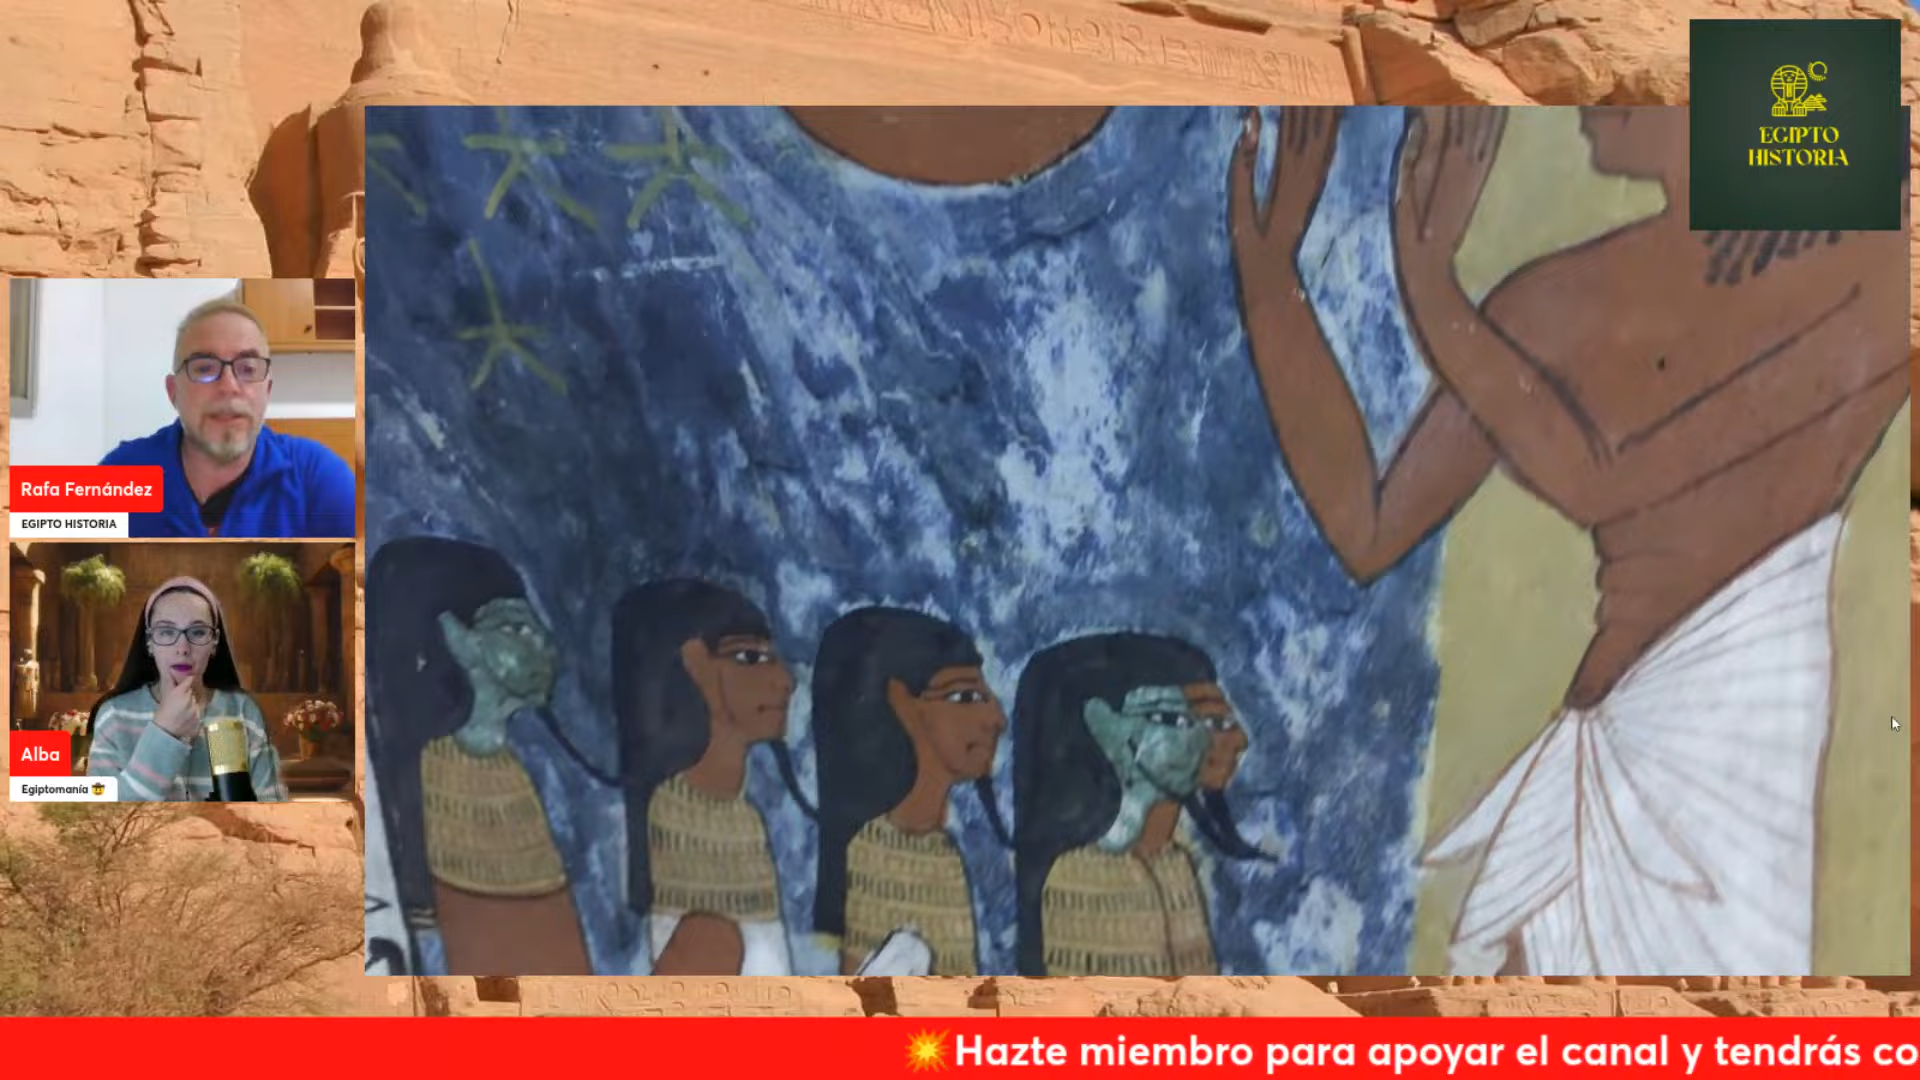 EGIPTO
HISTORIA
Rafa Fernández
EGIPTO HISTORIA
Alba
Egiptomanía 🤠
💥Hazte miembro para apoyar el canal y tendrás co